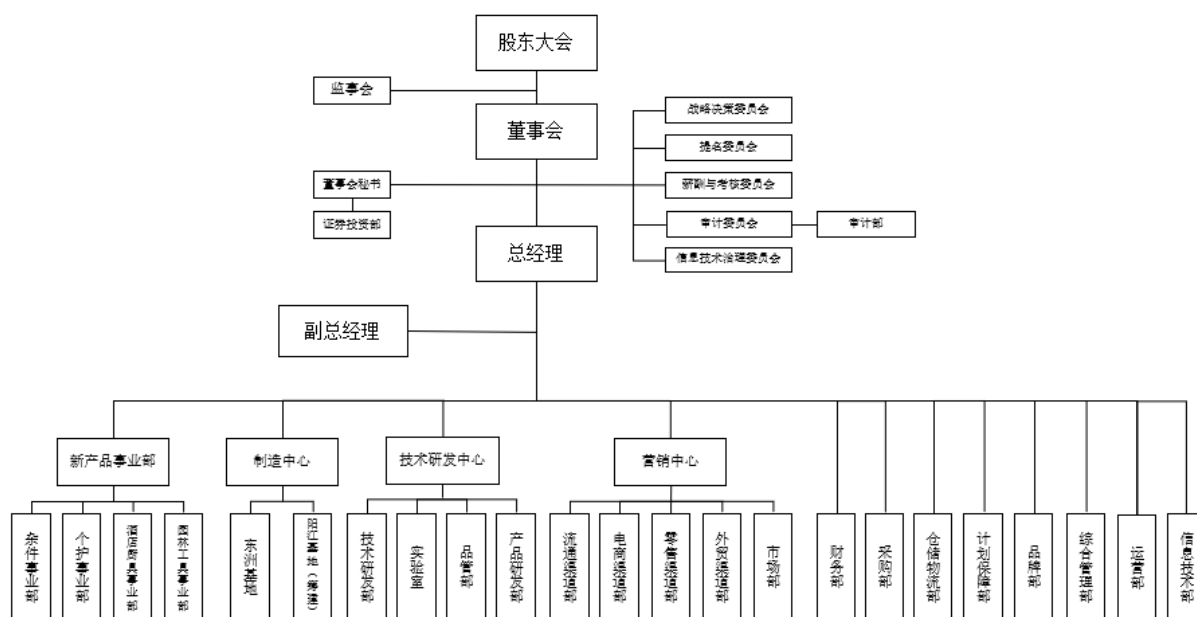 股东大会
监事会
董事会
战略决策委员会
提名委员会
董事会秘书
薪酬与考核委员会
证券投资部
审计委员会
审计部
总经理
信息技术治理委员会
副总经理
新产品事业部
制造中心
技术研发中心
营销中心
杂件事业部
个护事业部
酒店厨具事业部
园林工具事业部
东洲基地
阳江基地（筹建）
技术研发部
实验室
品管部
产品研发部
流通渠道部
电商渠道部
零售渠道部
外贸渠道部
市场部
财务部
采购部
仓储物流部
计划保障部
品牌部
综合管理部
运营部
信息技术部